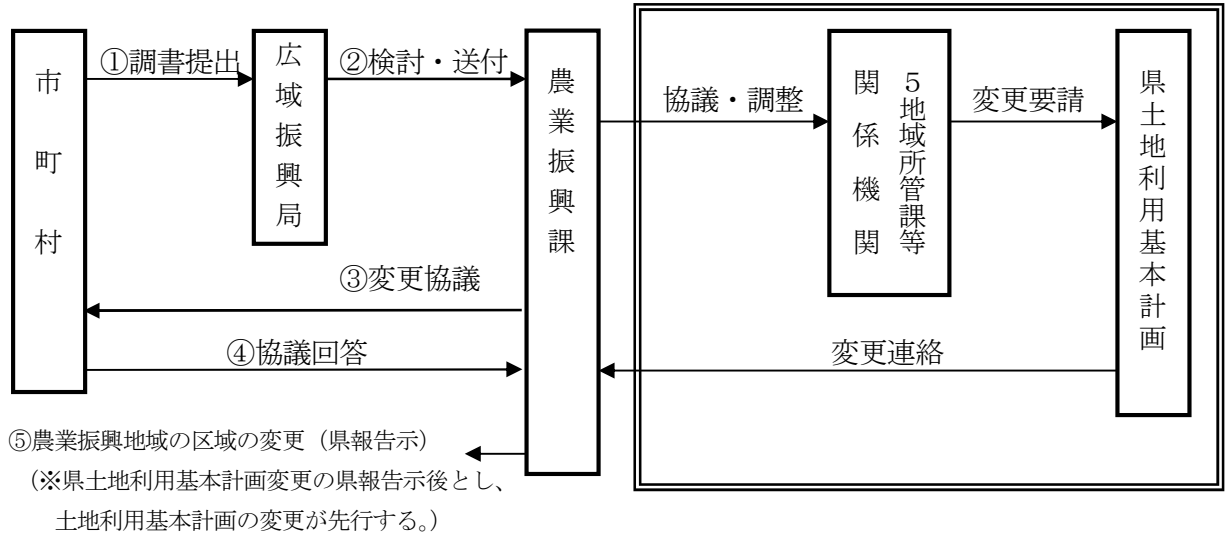 市町村
①調書提出
広域振興局
②検討・送付
農業振興課
協議・調整
5地域所管課等
関係機関
変更要請
県土地利用基本計画
③変更協議
④協議回答
変更連絡
⑤農業振興地域の区域の変更（県報告示）
（※県土地利用基本計画変更の県報告示後とし、
土地利用基本計画の変更が先行する。）